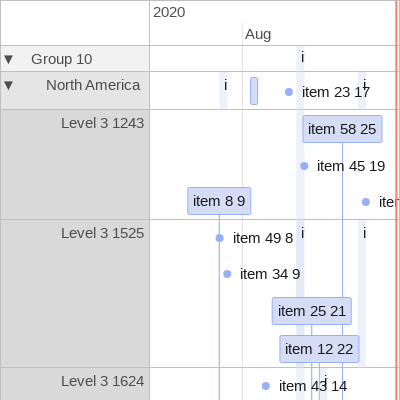 2020
Aug
▼ Group 10 i
▼ North America i item 23 17 i
Level 3 1243 item 58 25
item 45 19
item 8 9 iter
Level 3 1525 item 49 8 i i
item 34 9
item 25 21
item 12 22
Level 3 1624 item 43 14 i